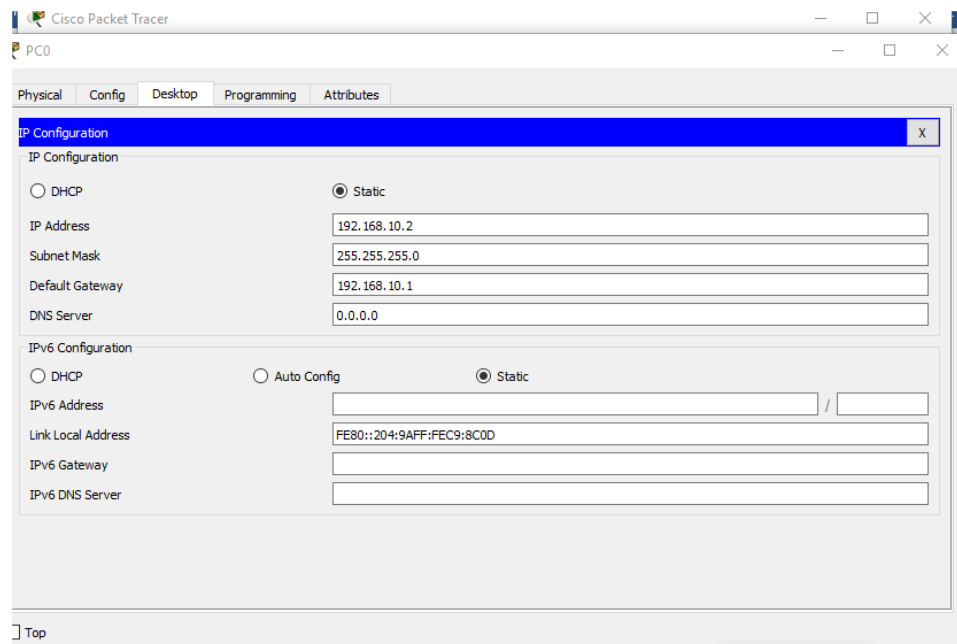 Cisco Packet Tracer
PC0
Physical Config Desktop Programming Attributes
IP Configuration X
IP Configuration
DHCP Static
IP Address 192.168.10.2
Subnet Mask 255.255.255.0
Default Gateway 192.168.10.1
DNS Server 0.0.0.0
IPv6 Configuration
DHCP Auto Config Static
IPv6 Address /
Link Local Address FE80::204:9AFF:FEC9:8C0D
IPv6 Gateway
IPv6 DNS Server
Top